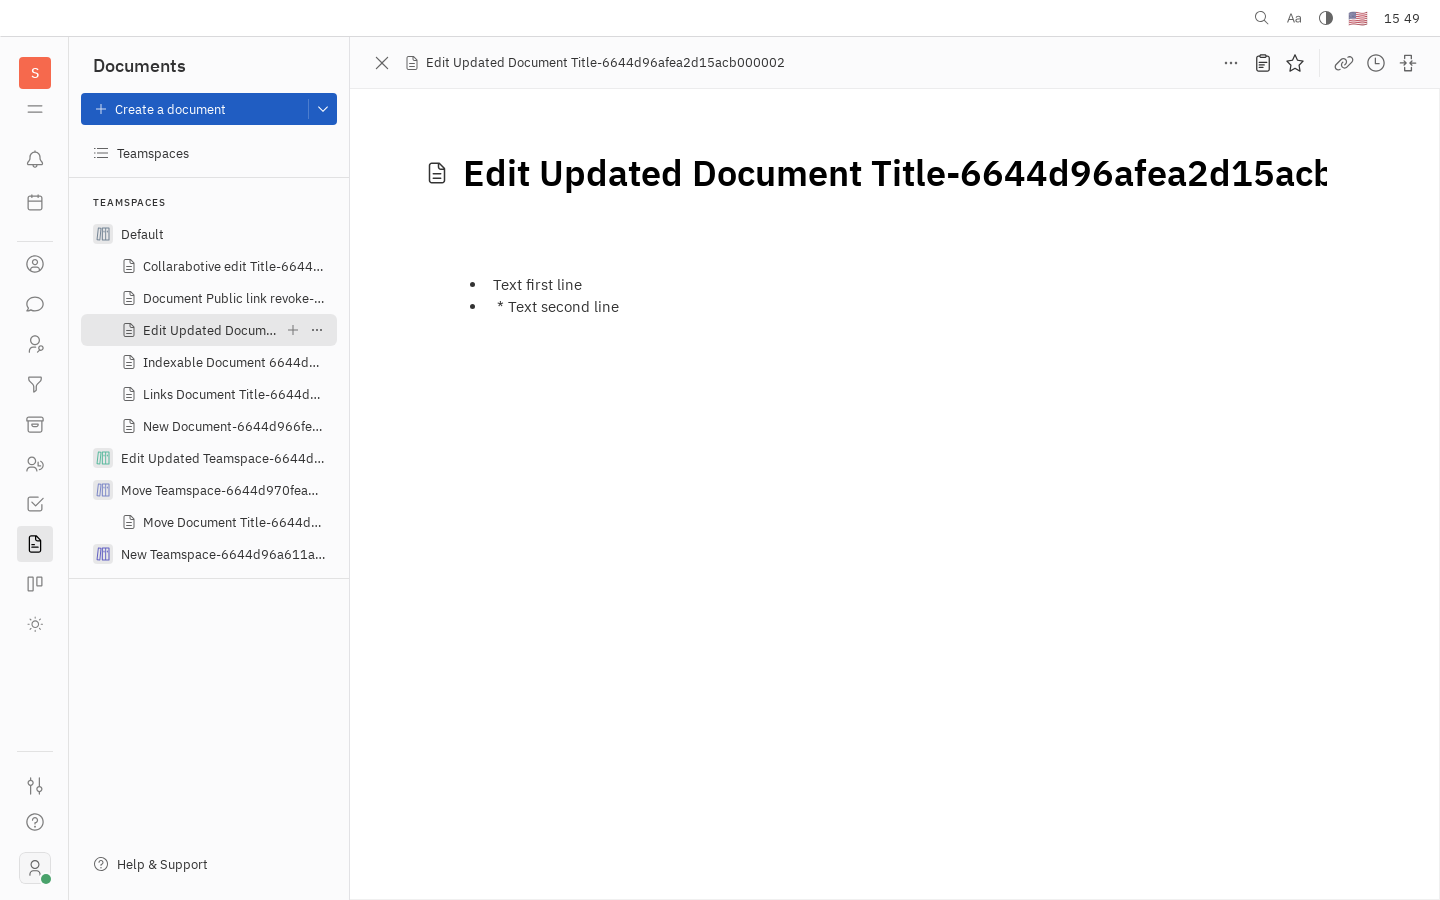 Aa
15 49
S
Documents
Create a document
Teamspaces
TEAMSPACES
Default
Collarabotive edit Title-6644...
Document Public link revoke-...
Edit Updated Docum...
Indexable Document 6644d...
Links Document Title-6644d...
New Document-6644d966fe...
Edit Updated Teamspace-6644d...
Move Teamspace-6644d970fea...
Move Document Title-6644d...
New Teamspace-6644d96a611a...
Help & Support
Edit Updated Document Title-6644d96afea2d15acb000002
Edit Updated Document Title-6644d96afea2d15acb
• Text first line
• * Text second line